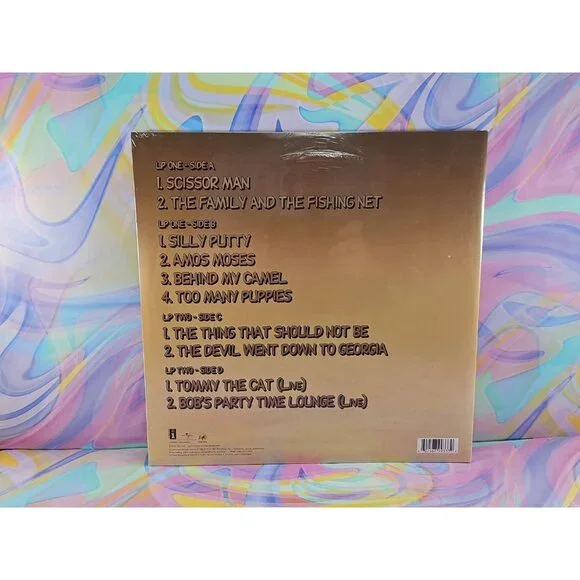 LP ONE - SIDE A
1. SCISSOR MAN
2. THE FAMILY AND THE FISHING NET
LP ONE - SIDE B
1. SILLY PUTTY
2. AMOS MOSES
3. BEHIND MY CAMEL
4. TOO MANY PUPPIES
LP TWO - SIDE C
1. THE THING THAT SHOULD NOT BE
2. THE DEVIL WENT DOWN TO GEORGIA
LP TWO - SIDE D
1. TOMMY THE CAT (LIVE)
2. BOB'S PARTY TIME LOUNGE (LIVE)